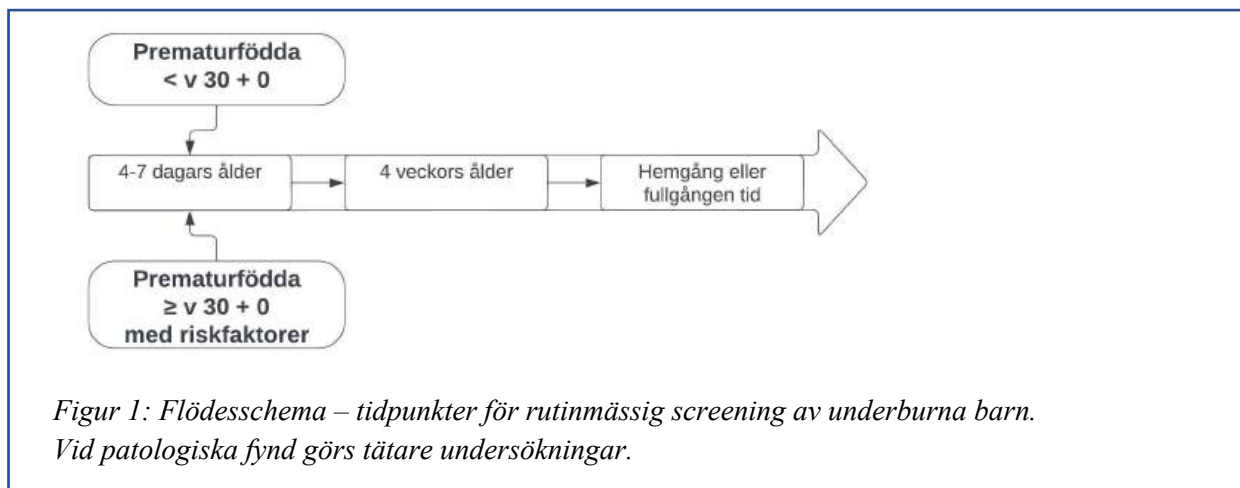 Prematurfödda
< v 30 + 0
4-7 dagars ålder
4 veckors ålder
Hemgång eller
fullgången tid
Prematurfödda
≥ v 30 + 0
med riskfaktorer
Figur 1: Flödesschema – tidpunkter för rutinmässig screening av underburna barn.
Vid patologiska fynd görs tätare undersökningar.